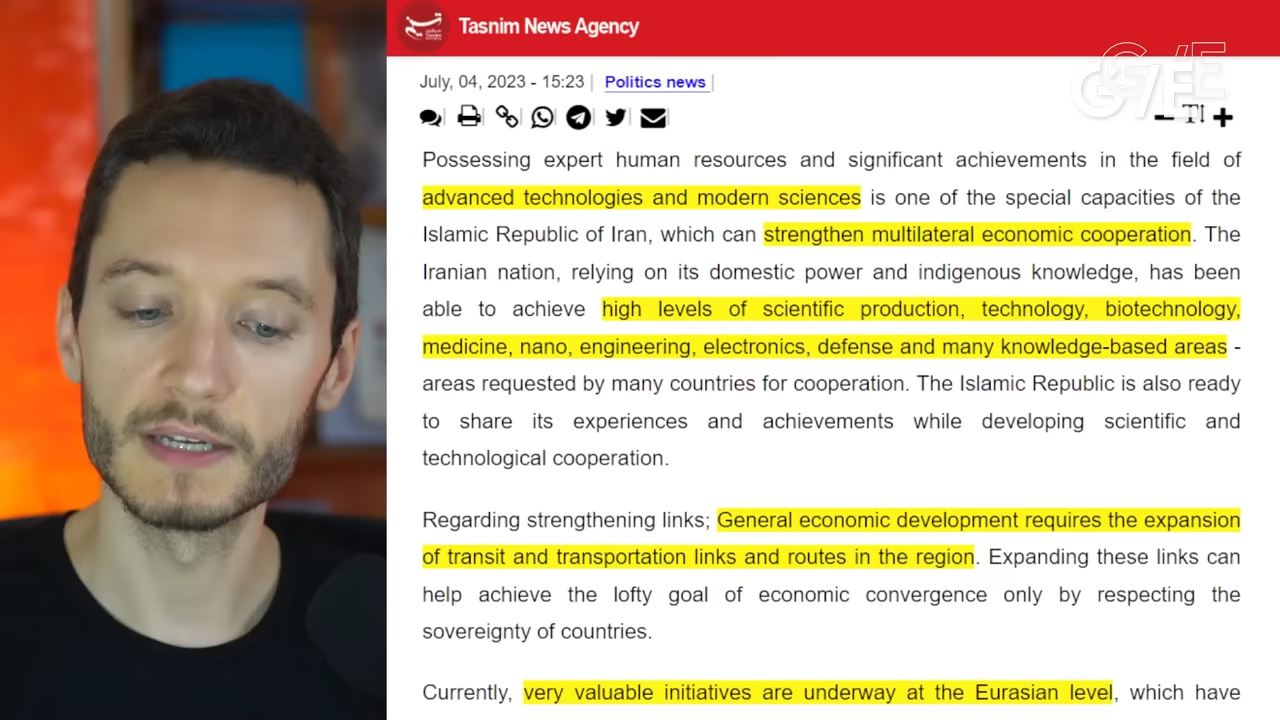 Tasnim News Agency
July, 04, 2023 - 15:23 | Politics news |
Possessing expert human resources and significant achievements in the field of
advanced technologies and modern sciences is one of the special capacities of the
Islamic Republic of Iran, which can strengthen multilateral economic cooperation. The
Iranian nation, relying on its domestic power and indigenous knowledge, has been
able to achieve high levels of scientific production, technology, biotechnology,
medicine, nano, engineering, electronics, defense and many knowledge-based areas -
areas requested by many countries for cooperation. The Islamic Republic is also ready
to share its experiences and achievements while developing scientific and
technological cooperation.
Regarding strengthening links; General economic development requires the expansion
of transit and transportation links and routes in the region. Expanding these links can
help achieve the lofty goal of economic convergence only by respecting the
sovereignty of countries.
Currently, very valuable initiatives are underway at the Eurasian level, which have